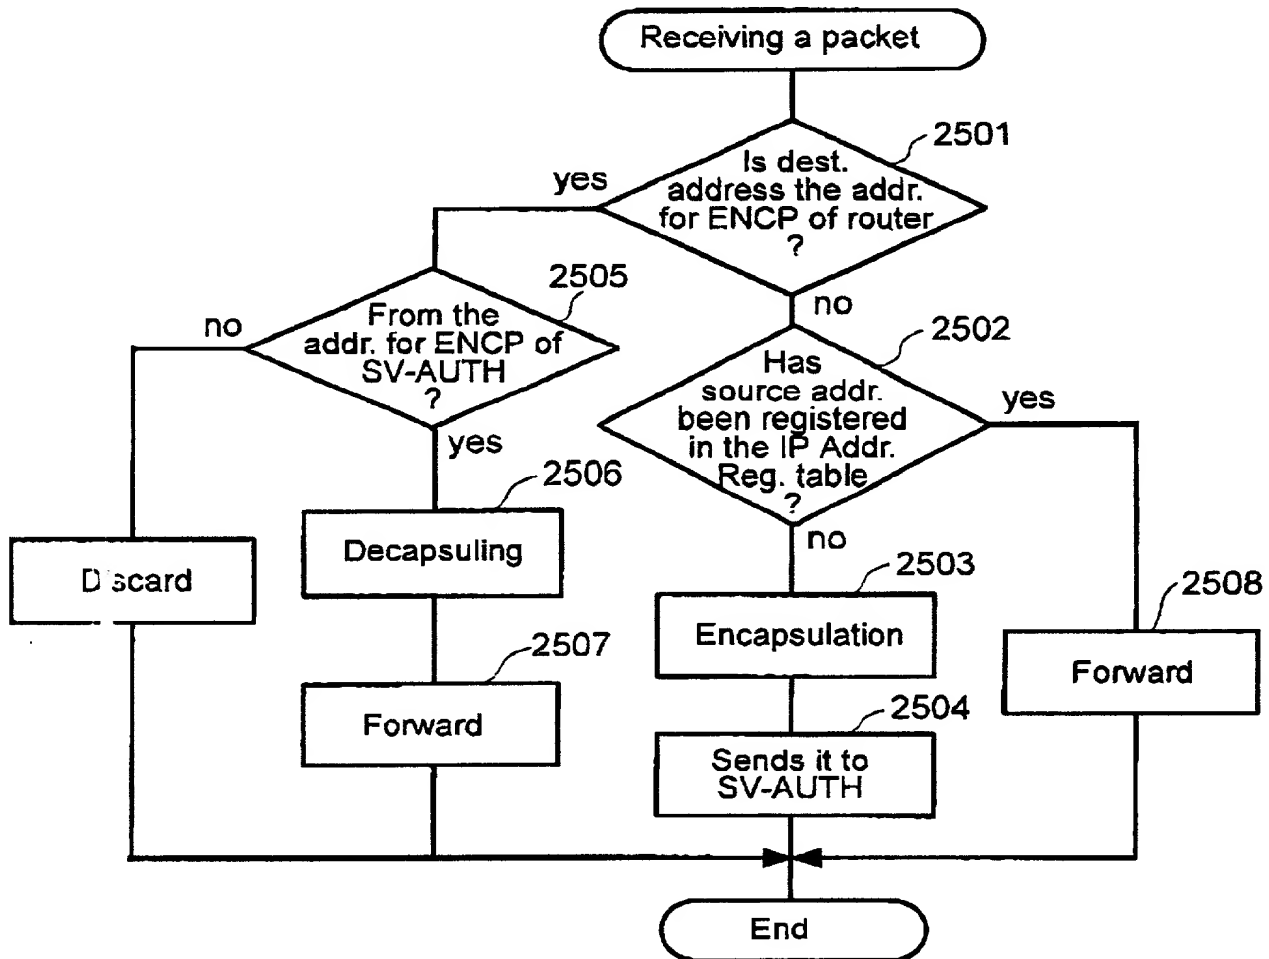 Receiving a packet
2501
Is dest.
address the addr.
for ENCP of router
?
yes
no
2505
From the
addr. for ENCP of
SV-AUTH
?
no
yes
2502
Has
source addr.
been registered
in the IP Addr.
Reg. table
?
yes
no
2506
Decapsuling
Discard
2503
Encapsulation
2508
Forward
2507
Forward
2504
Sends it to
SV-AUTH
End